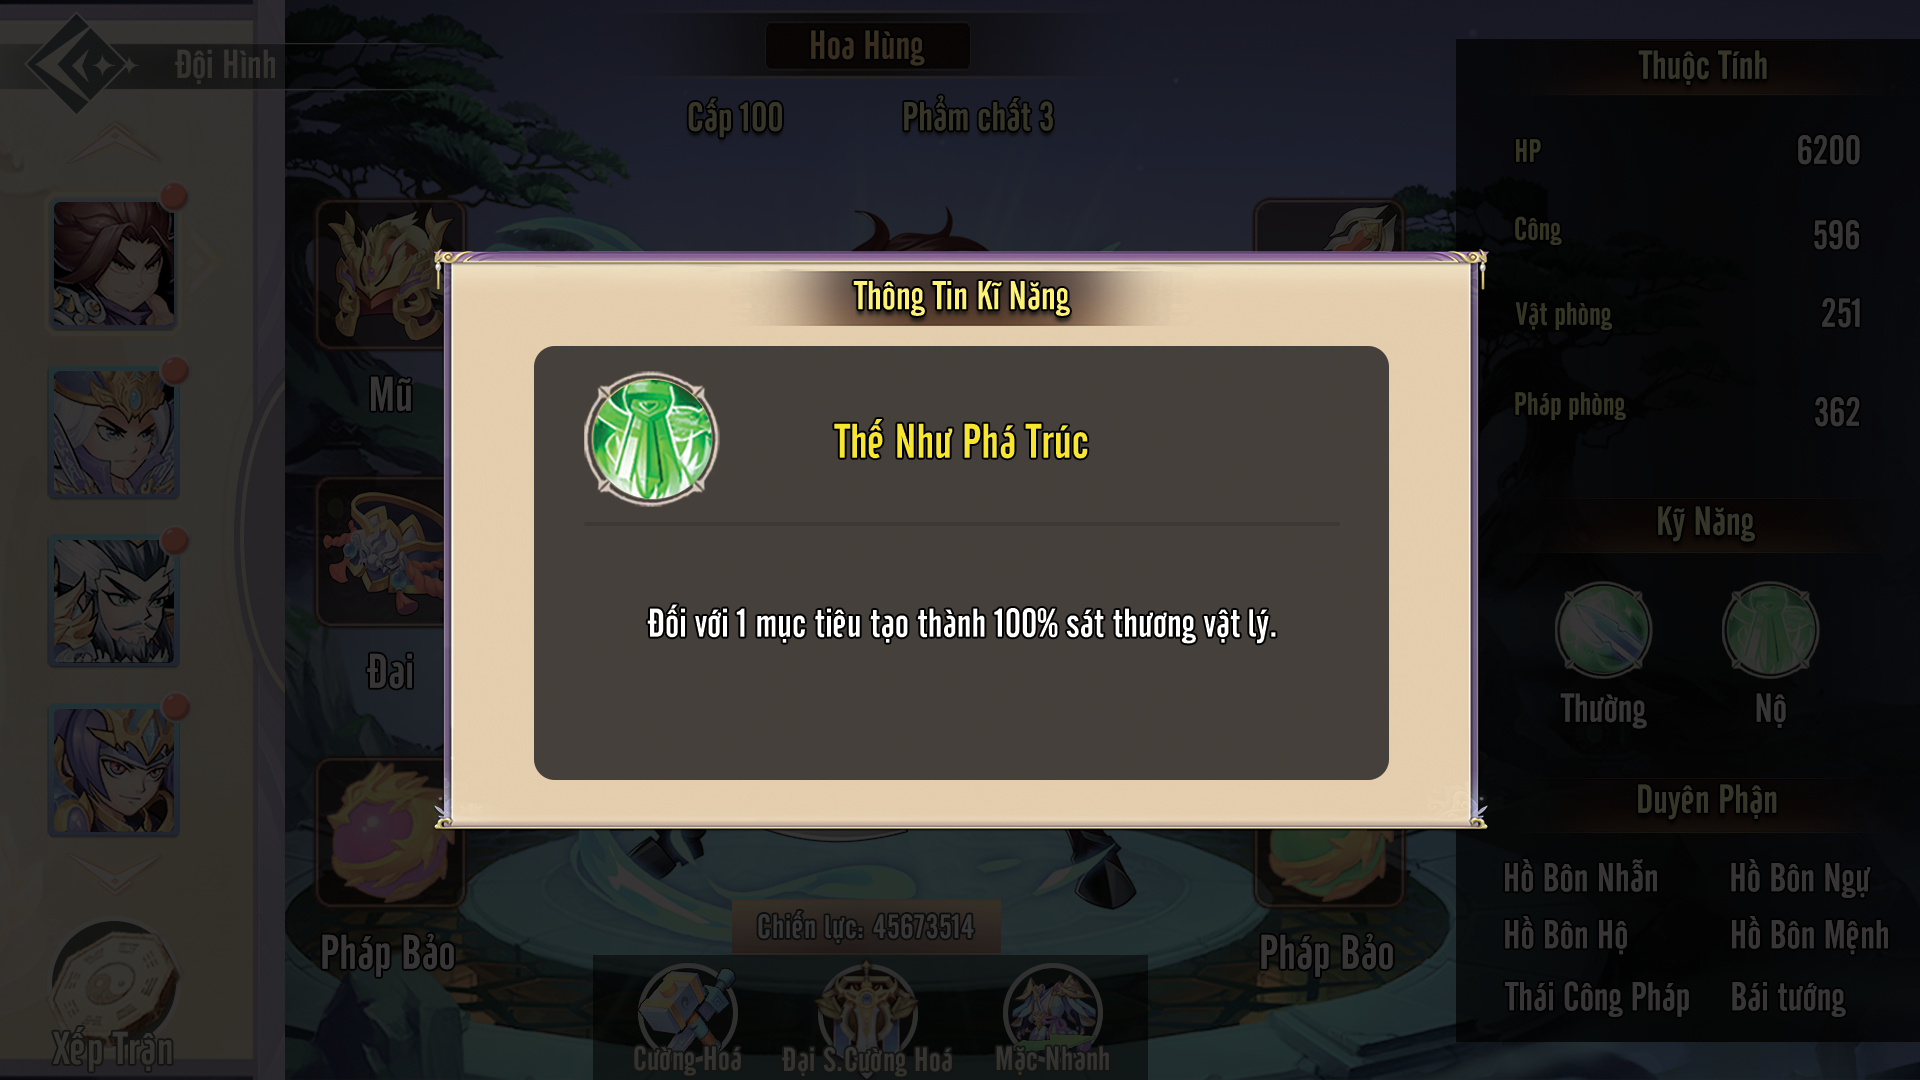 Đội Hình
Hoa Hùng
Cấp 100
Phẩm chất 3
Thuộc Tính
HP
6200
Công
596
Vật phòng
251
Pháp phòng
362
Thông Tin Kĩ Năng
Thế Như Phá Trúc
Đối với 1 mục tiêu tạo thành 100% sát thương vật lý.
Mũ
Đai
Pháp Bảo
Pháp Bảo
Kỹ Năng
Thường
Nộ
Duyên Phận
Hồ Bôn Nhẫn
Hồ Bôn Ngự
Hồ Bôn Hộ
Hồ Bôn Mệnh
Thái Công Pháp
Bái tướng
Chiến lực: 45673514
Xếp Trận
Cường Hoá
Đại S.Cường Hoá
Mặc Nhanh